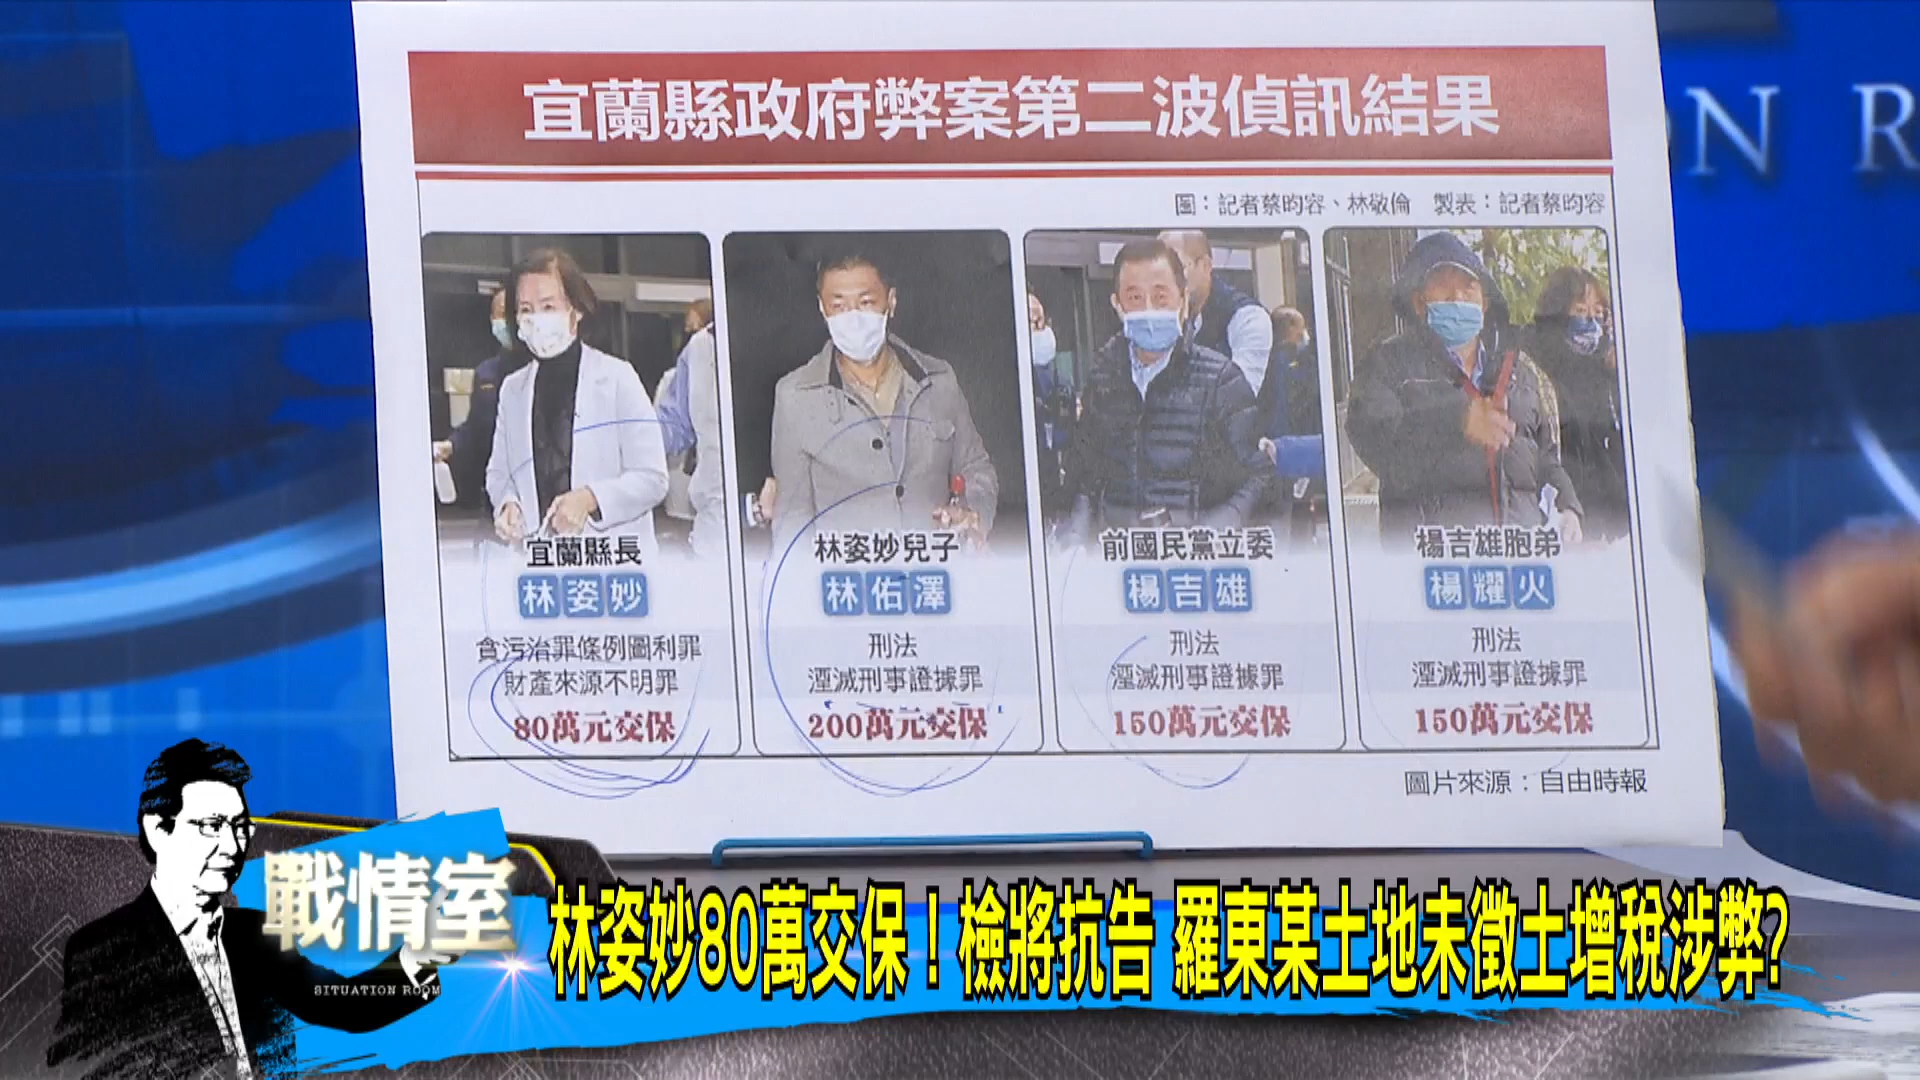 ON R
宜蘭縣政府弊案第二波偵訊結果
圖：記者蔡昀容、林敬倫　製表：記者蔡昀容
宜蘭縣長
林姿妙
貪污治罪條例圖利罪
財產來源不明罪
80萬元交保
林姿妙兒子
林佑澤
刑法
湮滅刑事證據罪
200萬元交保
前國民黨立委
楊吉雄
刑法
湮滅刑事證據罪
150萬元交保
楊吉雄胞弟
楊耀火
刑法
湮滅刑事證據罪
150萬元交保
圖片來源：自由時報
戰情室
SITUATION ROOM
林姿妙80萬交保！檢將抗告 羅東某土地未徵土增稅涉弊?